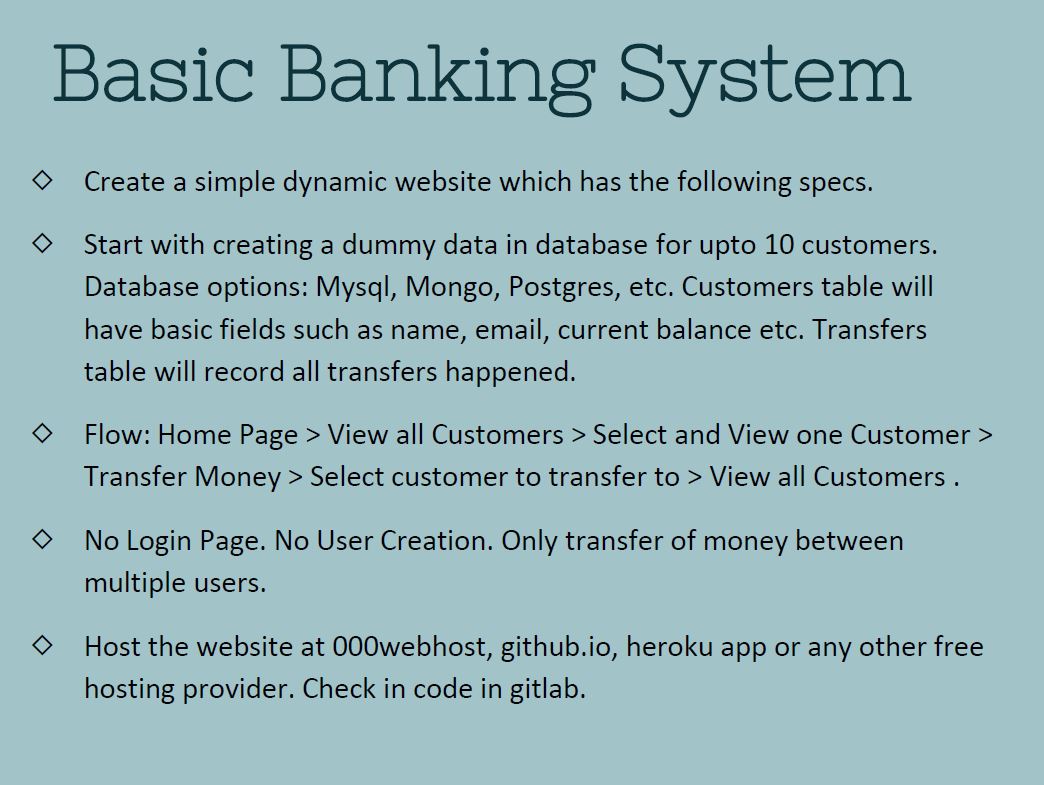 Basic Banking System
◇ Create a simple dynamic website which has the following specs.
◇ Start with creating a dummy data in database for upto 10 customers.
Database options: Mysql, Mongo, Postgres, etc. Customers table will
have basic fields such as name, email, current balance etc. Transfers
table will record all transfers happened.
◇ Flow: Home Page > View all Customers > Select and View one Customer >
Transfer Money > Select customer to transfer to > View all Customers .
◇ No Login Page. No User Creation. Only transfer of money between
multiple users.
◇ Host the website at 000webhost, github.io, heroku app or any other free
hosting provider. Check in code in gitlab.